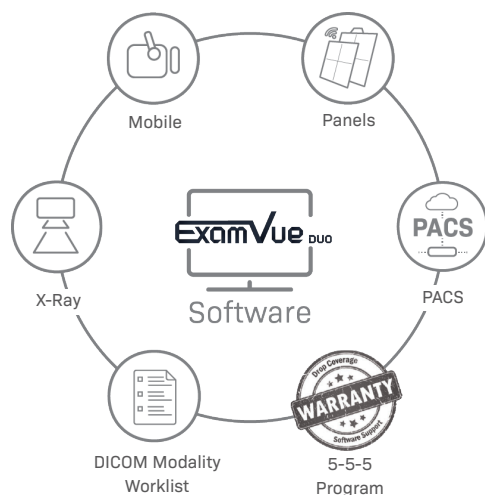 Mobile
Panels
ExamVue DUO
Software
X-Ray
PACS
PACS
DICOM Modality
Worklist
Drop Coverage
WARRANTY
Software Support
5-5-5
Program